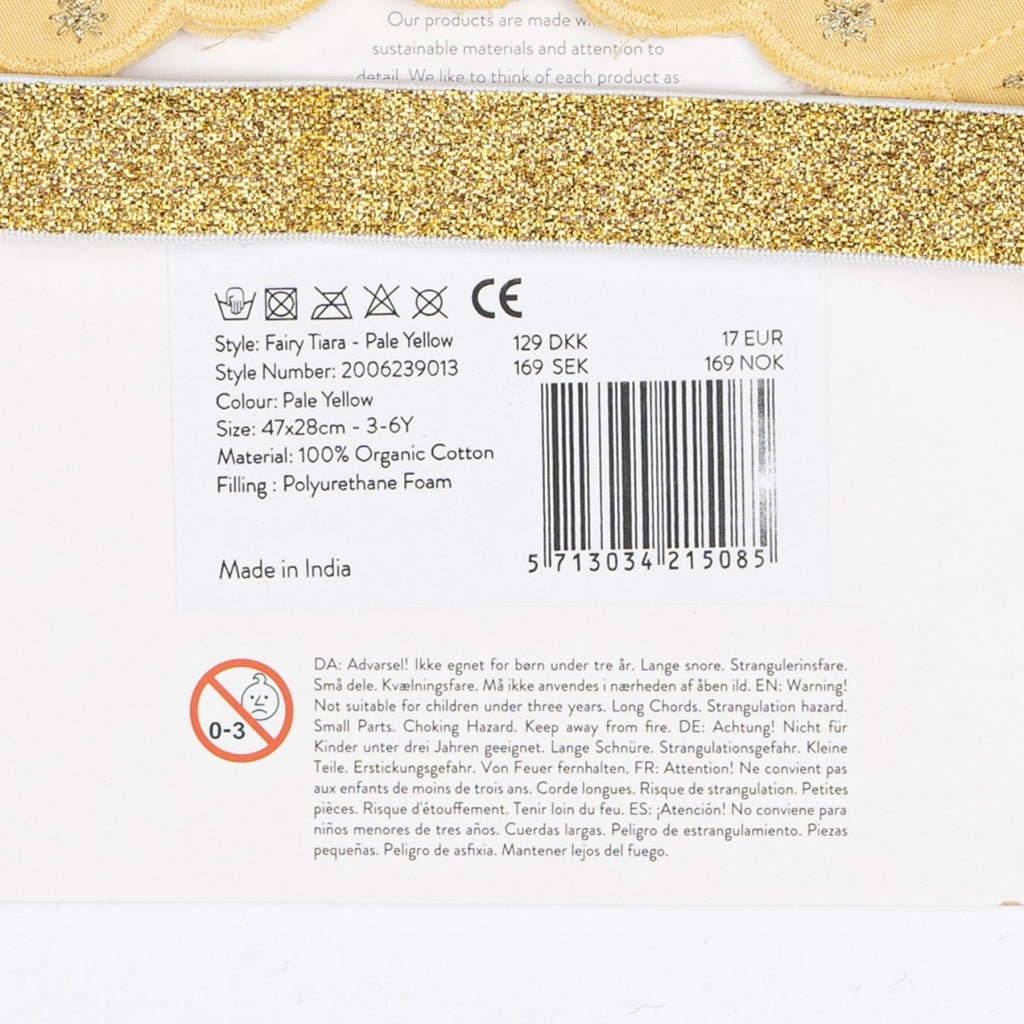 Our products are made
sustainable materials and attention to
detail. We like to think of each product as
CE
Style: Fairy Tiara - Pale Yellow
129 DKK
17 EUR
Style Number: 2006239013
169 SEK
169 NOK
Colour: Pale Yellow
Size: 47x28cm - 3-6Y
Material: 100% Organic Cotton
Filling : Polyurethane Foam
5 713034 215085
Made in India
0-3
DA: Advarsel! Ikke egnet for børn under tre år. Lange snore. Strangulerinsfare.
Små dele. Kvælningsfare. Må ikke anvendes i nærheden af åben ild. EN: Warning!
Not suitable for children under three years. Long Chords. Strangulation hazard.
Small Parts. Choking Hazard. Keep away from fire. DE: Achtung! Nicht für
Kinder unter drei Jahren geeignet. Lange Schnüre. Strangulationsgefahr. Kleine
Teile. Erstickungsgefahr. Von Feuer fernhalten. FR: Attention! Ne convient pas
aux enfants de moins de trois ans. Corde longues. Risque de strangulation. Petites
pièces. Risque d'étouffement. Tenir loin du feu. ES: ¡Atención! No conviene para
niños menores de tres años. Cuerdas largas. Peligro de estrangulamiento. Piezas
pequeñas. Peligro de asfixia. Mantener lejos del fuego.